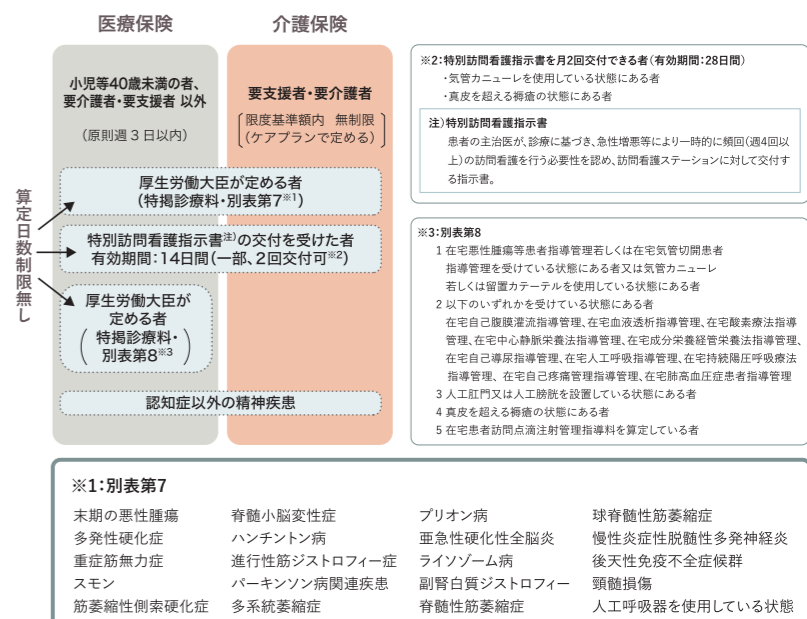 医療保険
介護保険
小児等40歳未満の者、
要介護者・要支援者 以外
(原則週3日以内)
要支援者・要介護者
限度基準額内 無制限
(ケアプランで定める)
算定日数制限無し
厚生労働大臣が定める者
(特掲診療料・別表第7※1)
特別訪問看護指示書注)の交付を受けた者
有効期間:14日間(一部、2回交付可※2)
厚生労働大臣が
定める者
特掲診療料・
別表第8※3
認知症以外の精神疾患
※2:特別訪問看護指示書を月2回交付できる者(有効期間:28日間)
・気管カニューレを使用している状態にある者
・真皮を超える褥瘡の状態にある者
注)特別訪問看護指示書
患者の主治医が、診療に基づき、急性増悪等により一時的に頻回(週4回以
上)の訪問看護を行う必要性を認め、訪問看護ステーションに対して交付す
る指示書。
※3:別表第8
1 在宅悪性腫瘍等患者指導管理若しくは在宅気管切開患者
指導管理を受けている状態にある者又は気管カニューレ
若しくは留置カテーテルを使用している状態にある者
2 以下のいずれかを受けている状態にある者
在宅自己腹膜灌流指導管理、在宅血液透析指導管理、在宅酸素療法指導
管理、在宅中心静脈栄養法指導管理、在宅成分栄養経管栄養法指導管理、
在宅自己導尿指導管理、在宅人工呼吸指導管理、在宅持続陽圧呼吸療法
指導管理、在宅自己疼痛管理指導管理、在宅肺高血圧症患者指導管理
3 人工肛門又は人工膀胱を設置している状態にある者
4 真皮を超える褥瘡の状態にある者
5 在宅患者訪問点滴注射管理指導料を算定している者
※1:別表第7
末期の悪性腫瘍
多発性硬化症
重症筋無力症
スモン
筋萎縮性側索硬化症
脊髄小脳変性症
ハンチントン病
進行性筋ジストロフィー症
パーキンソン病関連疾患
多系統萎縮症
プリオン病
亜急性硬化性全脳炎
ライソゾーム病
副腎白質ジストロフィー
脊髄性筋萎縮症
球脊髄性筋萎縮症
慢性炎症性脱髄性多発神経炎
後天性免疫不全症候群
頸髄損傷
人工呼吸器を使用している状態